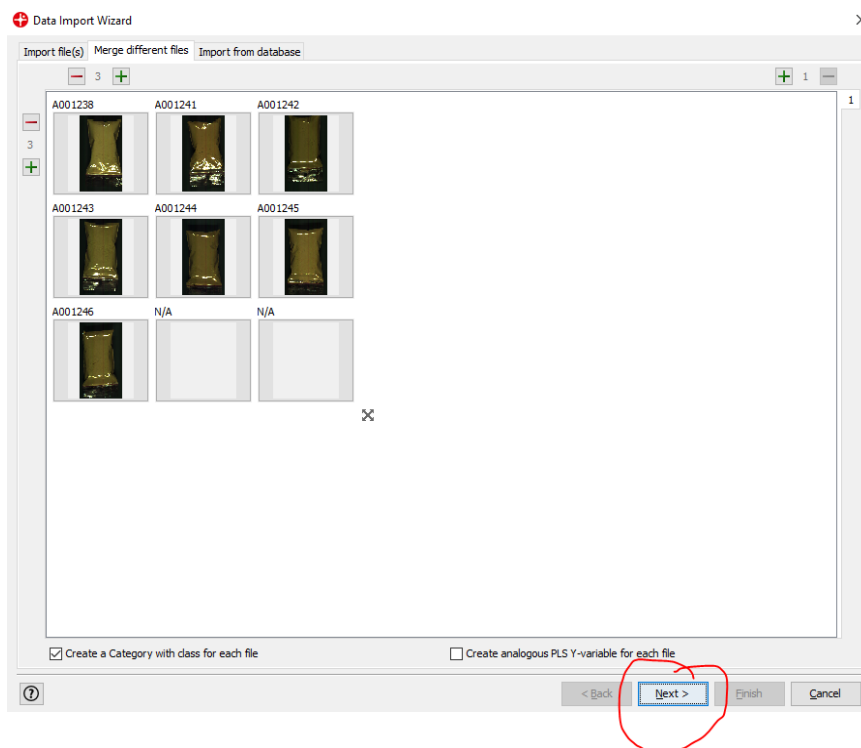 Data Import Wizard
Import file(s) Merge different files Import from database
3 1
1
3
A001238 A001241 A001242
A001243 A001244 A001245
A001246 N/A N/A
Create a Category with class for each file Create analogous PLS Y-variable for each file
? < Back Next > Finish Cancel